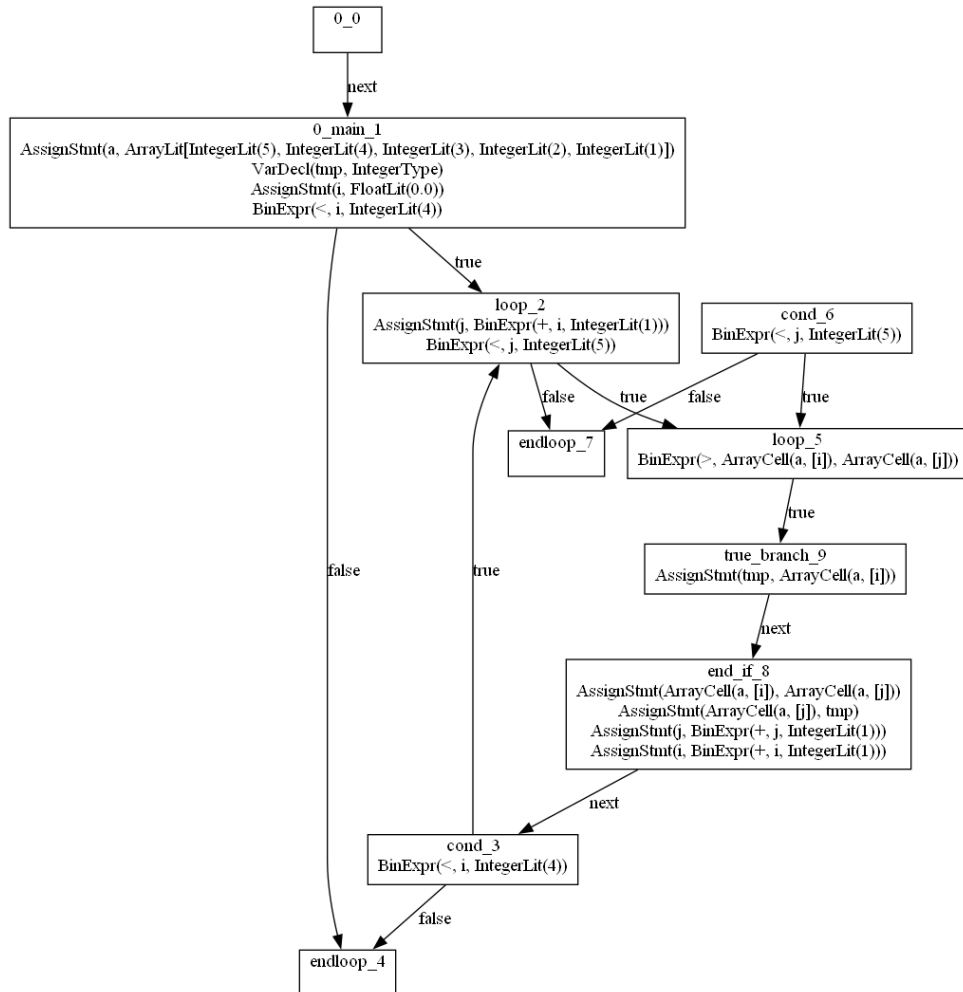 0_0
next
0_main_1
AssignStmt(a, ArrayLit[IntegerLit(5), IntegerLit(4), IntegerLit(3), IntegerLit(2), IntegerLit(1)])
VarDecl(tmp, IntegerType)
AssignStmt(i, FloatLit(0.0))
BinExpr(<, i, IntegerLit(4))
true
loop_2
AssignStmt(j, BinExpr(+, i, IntegerLit(1)))
BinExpr(<, j, IntegerLit(5))
cond_6
BinExpr(<, j, IntegerLit(5))
false
true
false
true
endloop_7
loop_5
BinExpr(>, ArrayCell(a, [i]), ArrayCell(a, [j]))
true
true_branch_9
AssignStmt(tmp, ArrayCell(a, [i]))
false
true
next
end_if_8
AssignStmt(ArrayCell(a, [i]), ArrayCell(a, [j]))
AssignStmt(ArrayCell(a, [j]), tmp)
AssignStmt(j, BinExpr(+, j, IntegerLit(1)))
AssignStmt(i, BinExpr(+, i, IntegerLit(1)))
next
cond_3
BinExpr(<, i, IntegerLit(4))
false
endloop_4